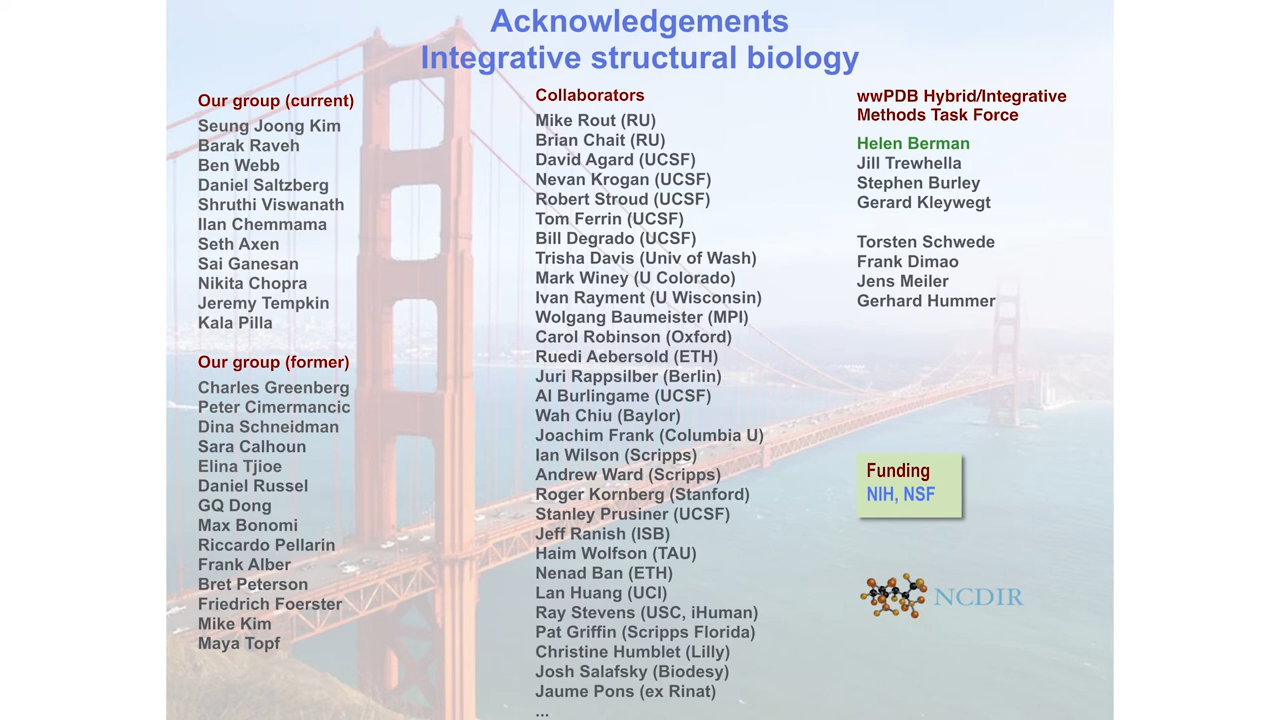 Acknowledgements
Integrative structural biology
Our group (current)
Seung Joong Kim
Barak Raveh
Ben Webb
Daniel Saltzberg
Shruthi Viswanath
Ilan Chemmama
Seth Axen
Sai Ganesan
Nikita Chopra
Jeremy Tempkin
Kala Pilla
Our group (former)
Charles Greenberg
Peter Cimermancic
Dina Schneidman
Sara Calhoun
Elina Tjioe
Daniel Russel
GQ Dong
Max Bonomi
Riccardo Pellarin
Frank Alber
Bret Peterson
Friedrich Foerster
Mike Kim
Maya Topf
Collaborators
Mike Rout (RU)
Brian Chait (RU)
David Agard (UCSF)
Nevan Krogan (UCSF)
Robert Stroud (UCSF)
Tom Ferrin (UCSF)
Bill Degrado (UCSF)
Trisha Davis (Univ of Wash)
Mark Winey (U Colorado)
Ivan Rayment (U Wisconsin)
Wolgang Baumeister (MPI)
Carol Robinson (Oxford)
Ruedi Aebersold (ETH)
Juri Rappsilber (Berlin)
Al Burlingame (UCSF)
Wah Chiu (Baylor)
Joachim Frank (Columbia U)
Ian Wilson (Scripps)
Andrew Ward (Scripps)
Roger Kornberg (Stanford)
Stanley Prusiner (UCSF)
Jeff Ranish (ISB)
Haim Wolfson (TAU)
Nenad Ban (ETH)
Lan Huang (UCI)
Ray Stevens (USC, iHuman)
Pat Griffin (Scripps Florida)
Christine Humblet (Lilly)
Josh Salafsky (Biodesy)
Jaume Pons (ex Rinat)
...
wwPDB Hybrid/Integrative
Methods Task Force
Helen Berman
Jill Trewhella
Stephen Burley
Gerard Kleywegt
Torsten Schwede
Frank Dimao
Jens Meiler
Gerhard Hummer
Funding
NIH, NSF
NCDIR